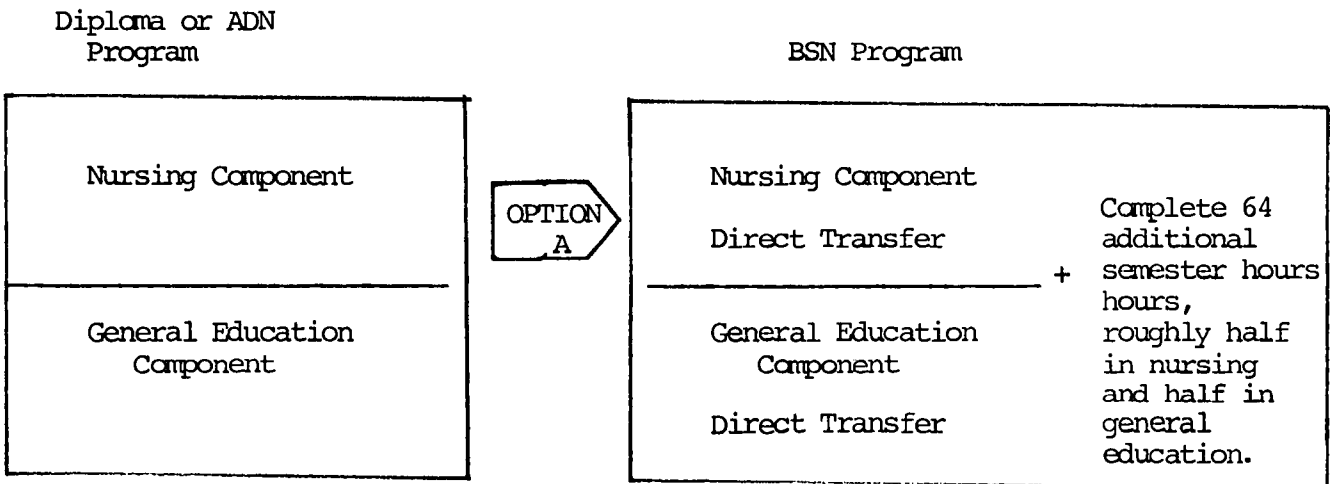 Diploma or ADN
Program
BSN Program
Nursing Component
General Education
Component
OPTION
A
Nursing Component
Direct Transfer
General Education
Component
Direct Transfer
+
Complete 64
additional
semester hours
hours,
roughly half
in nursing
and half in
general
education.